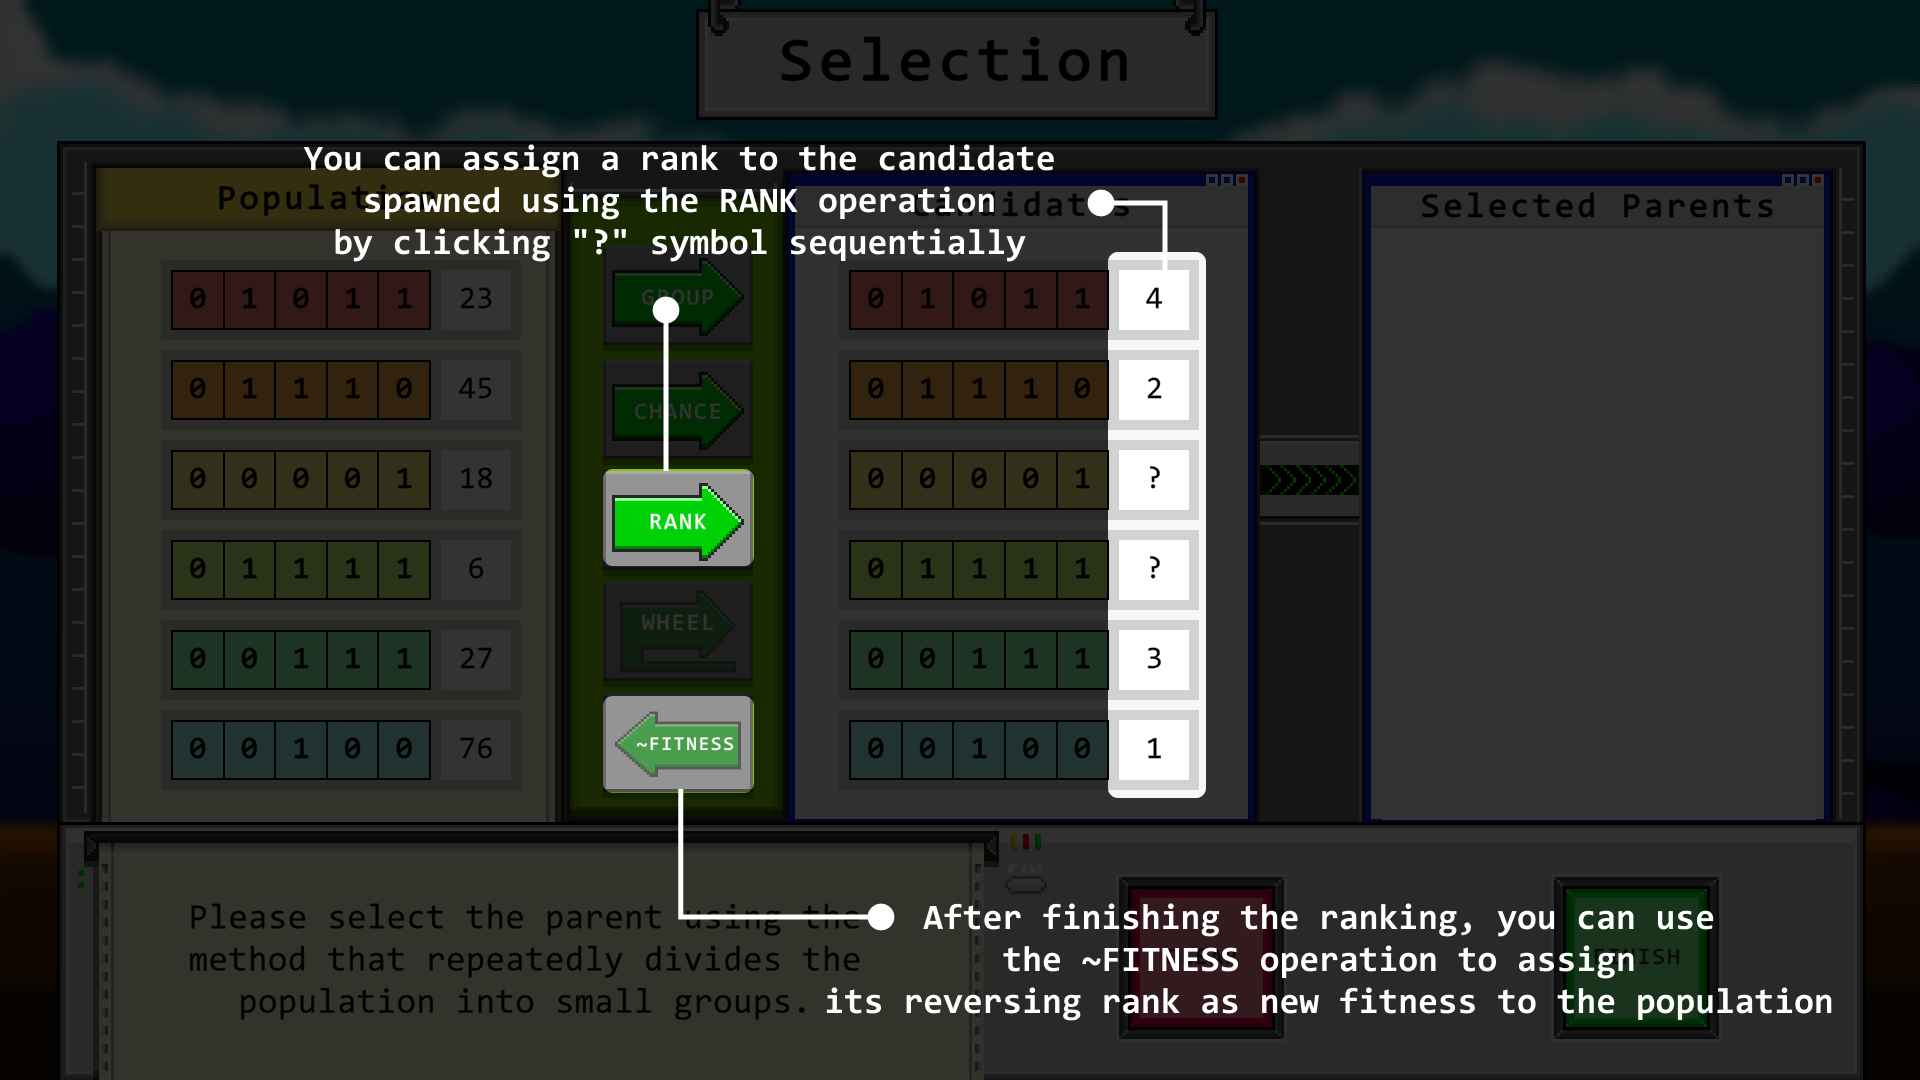 Selection
You can assign a rank to the candidate
spawned using the RANK operation
by clicking "?" symbol sequentially
Population
Candidates
Selected Parents
0 1 0 1 1 23
0 1 1 1 0 45
0 0 0 0 1 18
0 1 1 1 1 6
0 0 1 1 1 27
0 0 1 0 0 76
GROUP
CHANCE
RANK
WHEEL
~FITNESS
0 1 0 1 1 4
0 1 1 1 0 2
0 0 0 0 1 ?
0 1 1 1 1 ?
0 0 1 1 1 3
0 0 1 0 0 1
Please select the parent using the
method that repeatedly divides the
population into small groups.
After finishing the ranking, you can use
the ~FITNESS operation to assign
its reversing rank as new fitness to the population
FINISH